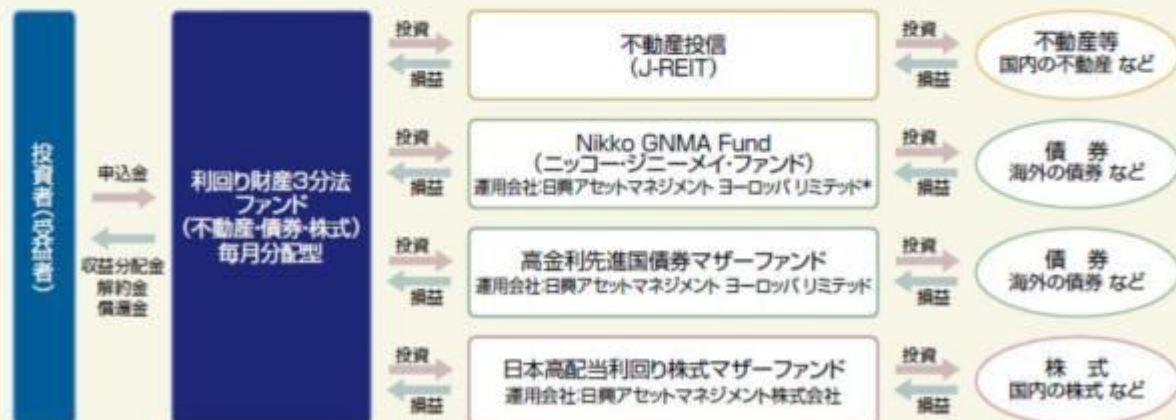 投資者(受益者)
申込金
収益分配金
解約金
償還金
利回り財産3分法
ファンド
(不動産・債券・株式)
毎月分配型
投資
損益
不動産投信
(J-REIT)
投資
損益
不動産等
国内の不動産 など
投資
損益
Nikko GNMA Fund
(ニッコー・ジニーメイ・ファンド)
運用会社:日興アセットマネジメント ヨーロッパ リミテッド*
投資
損益
債 券
海外の債券 など
投資
損益
高金利先進国債券マザーファンド
運用会社:日興アセットマネジメント ヨーロッパ リミテッド
投資
損益
債 券
海外の債券 など
投資
損益
日本高配当利回り株式マザーファンド
運用会社:日興アセットマネジメント株式会社
投資
損益
株 式
国内の株式 など